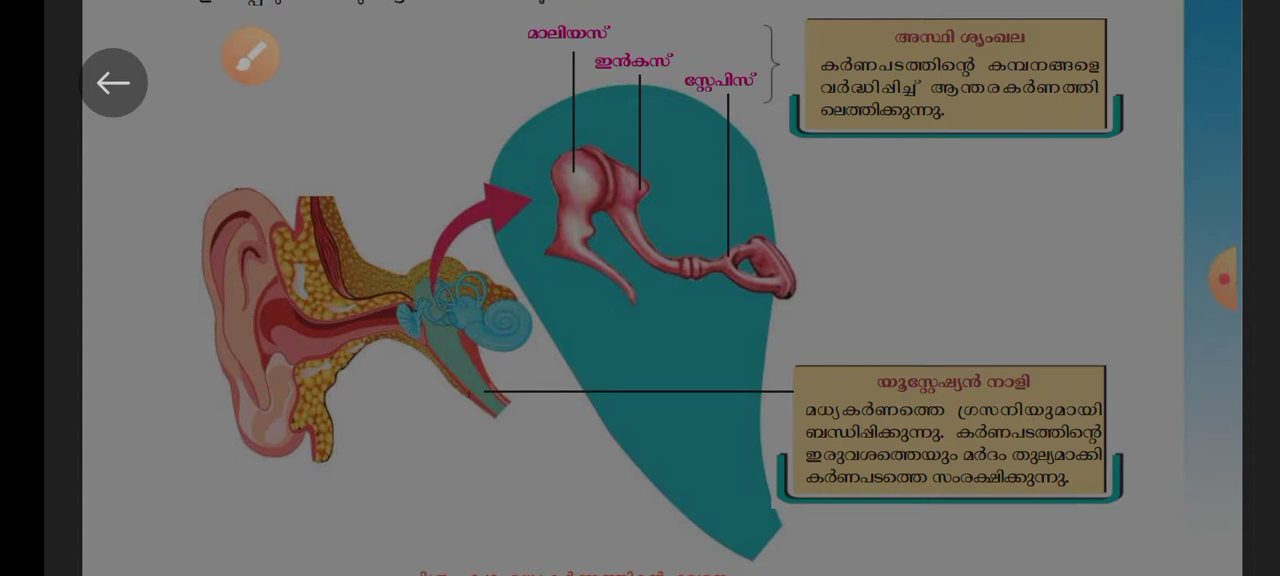 മാലിയസ്
ഇൻകസ്
സ്റ്റേപിസ്
അസ്ഥി ശൃംഖല
കർണപടത്തിന്റെ കമ്പനങ്ങളെ
വർദ്ധിപ്പിച്ച് ആന്തരകർണത്തി
ലെത്തിക്കുന്നു.
യൂസ്റ്റേഷ്യൻ നാളി
മധ്യകർണത്തെ ഗ്രസനിയുമായി
ബന്ധിപ്പിക്കുന്നു. കർണപടത്തിന്റെ
ഇരുവശത്തെയും മർദം തുല്യമാക്കി
കർണപടത്തെ സംരക്ഷിക്കുന്നു.